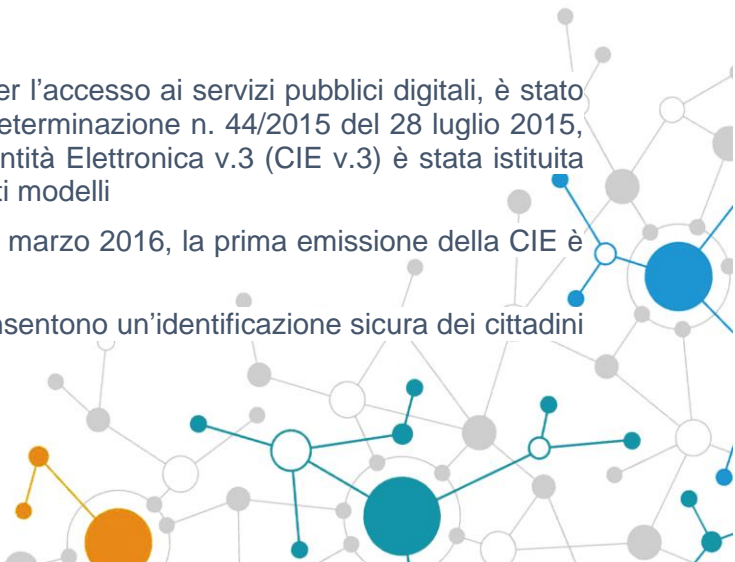 er l’accesso ai servizi pubblici digitali, è stato
eterminazione n. 44/2015 del 28 luglio 2015,
entità Elettronica v.3 (CIE v.3) è stata istituita
ti modelli
marzo 2016, la prima emissione della CIE è
nsentono un’identificazione sicura dei cittadini